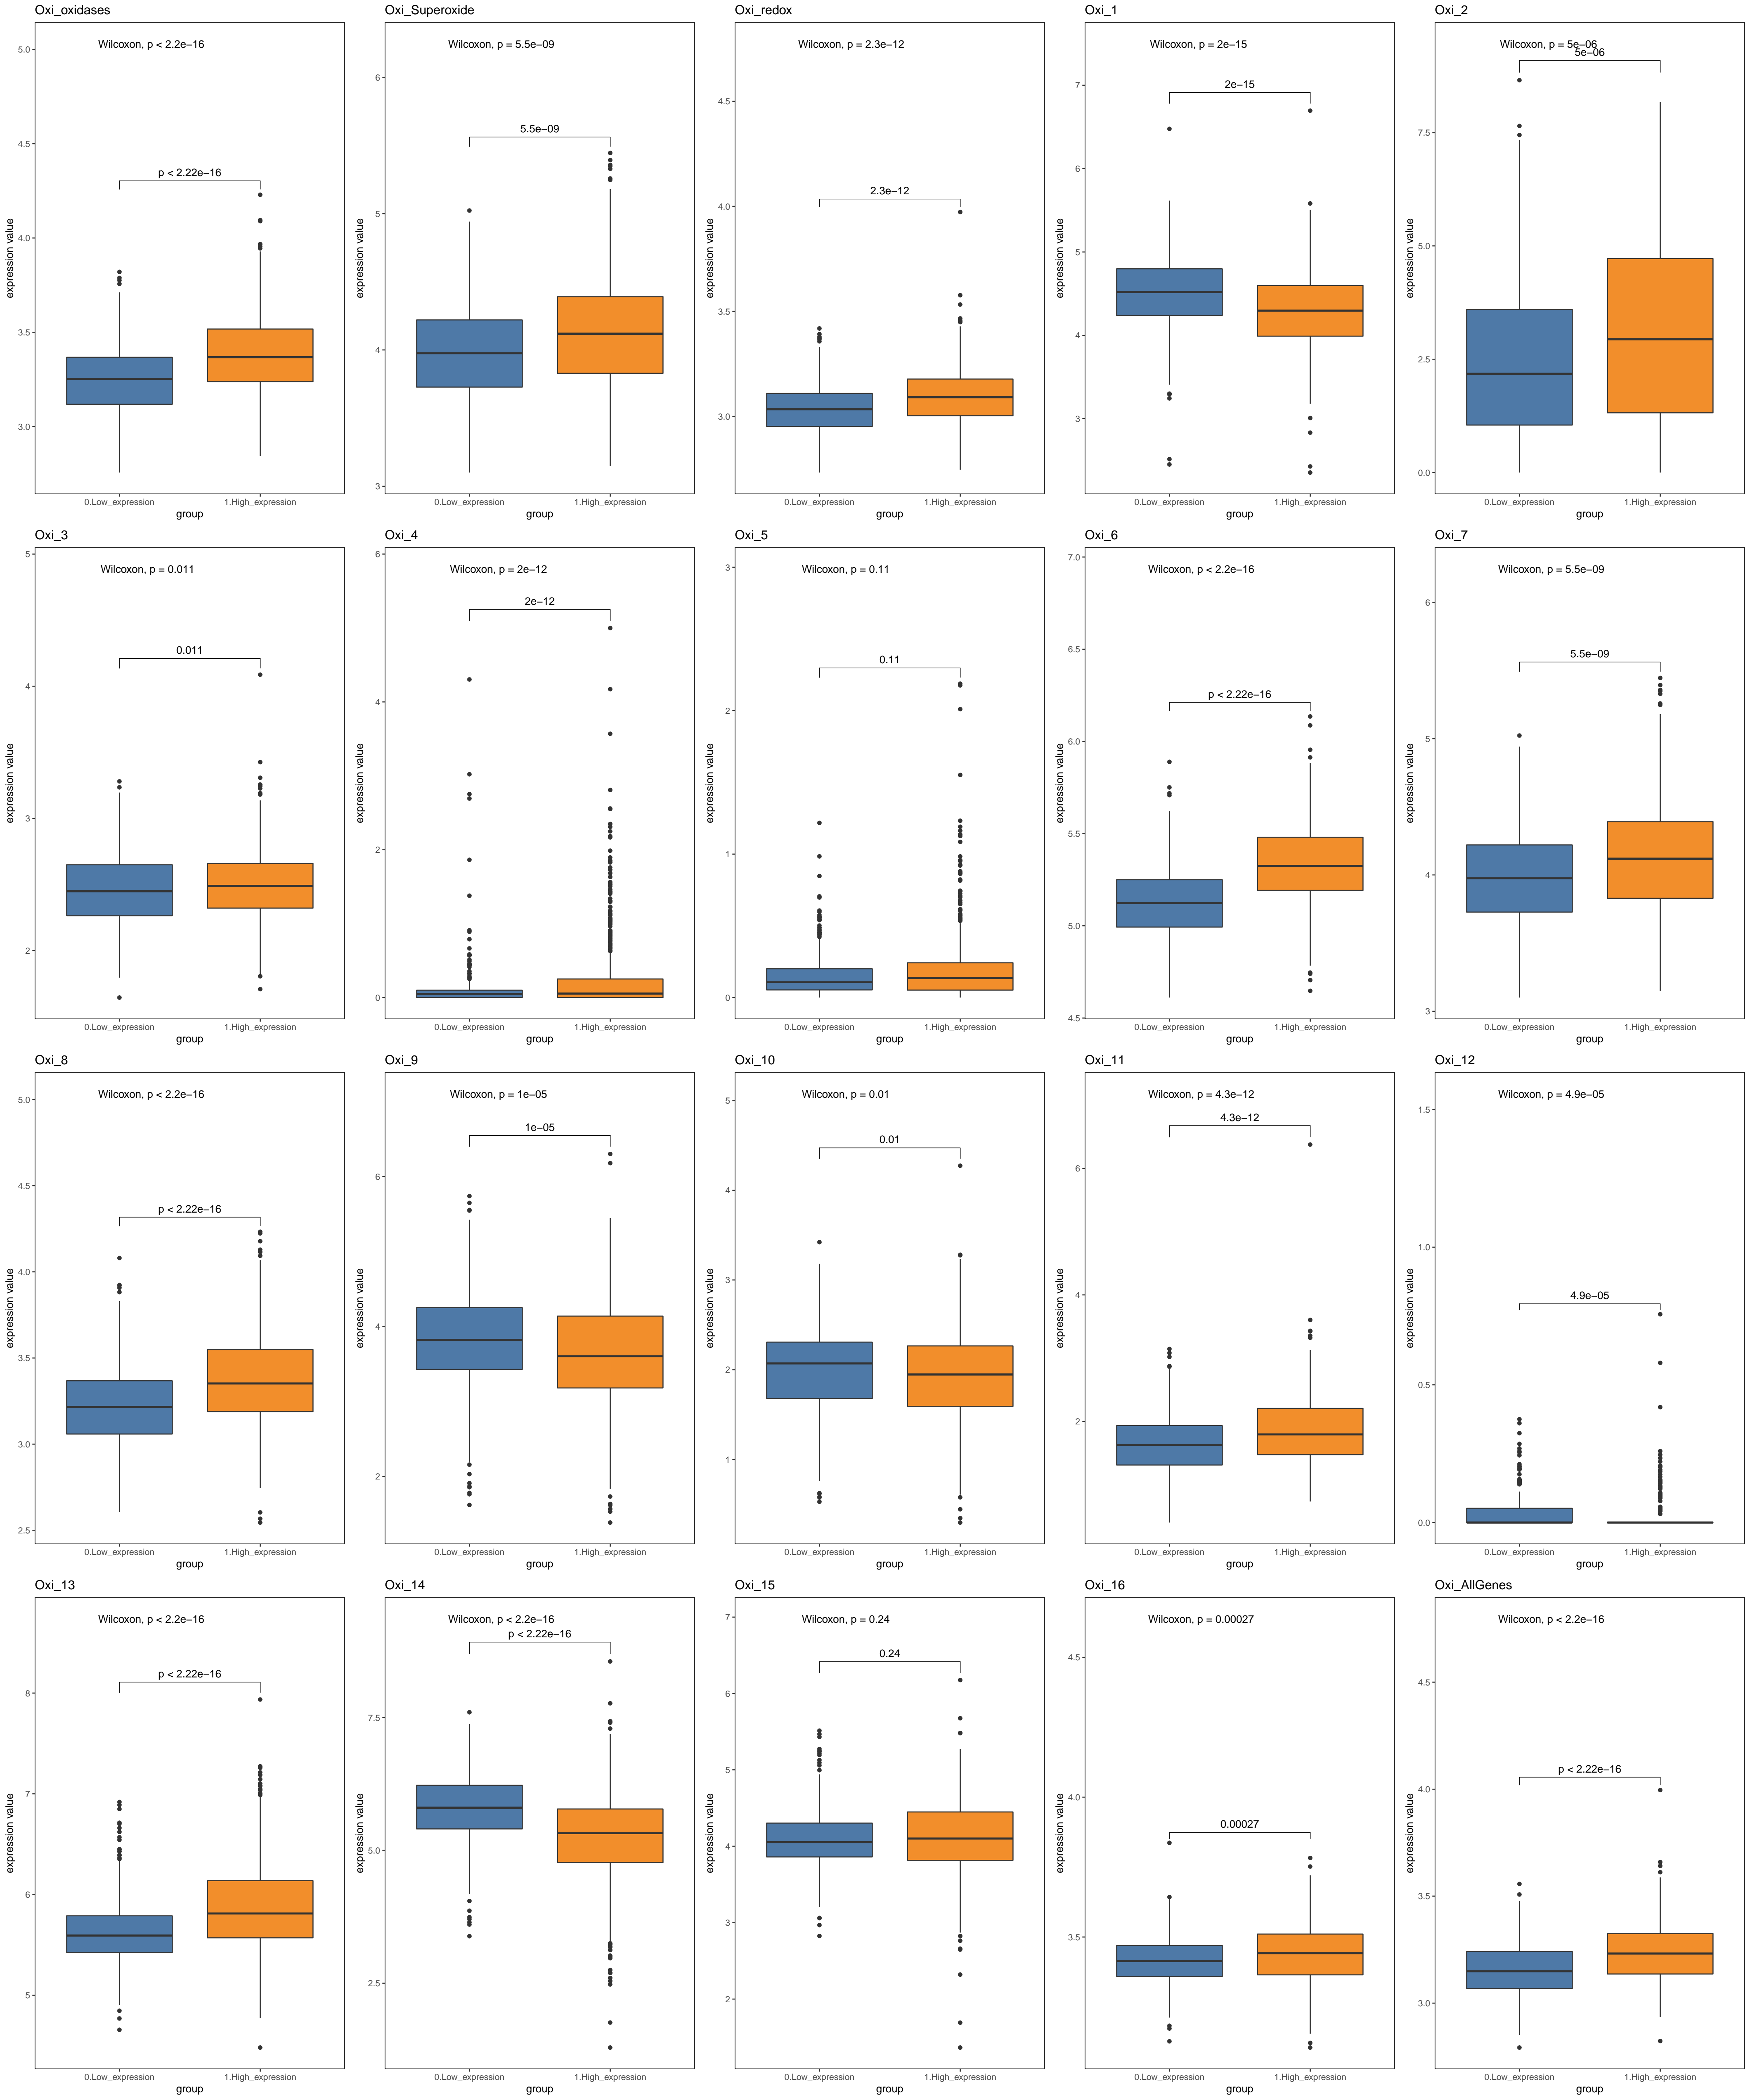 Oxi_oxidases
Wilcoxon, p < 2.2e−16
p < 2.22e−16
5.0
4.5
4.0
3.5
3.0
expression value
0.Low_expression 1.High_expression
group
Oxi_Superoxide
Wilcoxon, p = 5.5e−09
5.5e−09
6
5
4
3
expression value
0.Low_expression 1.High_expression
group
Oxi_redox
Wilcoxon, p = 2.3e−12
2.3e−12
4.5
4.0
3.5
3.0
expression value
0.Low_expression 1.High_expression
group
Oxi_1
Wilcoxon, p = 2e−15
2e−15
7
6
5
4
3
expression value
0.Low_expression 1.High_expression
group
Oxi_2
Wilcoxon, p = 5e−06
5e−06
7.5
5.0
2.5
0.0
expression value
0.Low_expression 1.High_expression
group
Oxi_3
Wilcoxon, p = 0.011
0.011
5
4
3
2
expression value
0.Low_expression 1.High_expression
group
Oxi_4
Wilcoxon, p = 2e−12
2e−12
6
4
2
0
expression value
0.Low_expression 1.High_expression
group
Oxi_5
Wilcoxon, p = 0.11
0.11
3
2
1
0
expression value
0.Low_expression 1.High_expression
group
Oxi_6
Wilcoxon, p < 2.2e−16
p < 2.22e−16
7.0
6.5
6.0
5.5
5.0
4.5
expression value
0.Low_expression 1.High_expression
group
Oxi_7
Wilcoxon, p = 5.5e−09
5.5e−09
6
5
4
3
expression value
0.Low_expression 1.High_expression
group
Oxi_8
Wilcoxon, p < 2.2e−16
p < 2.22e−16
5.0
4.5
4.0
3.5
3.0
2.5
expression value
0.Low_expression 1.High_expression
group
Oxi_9
Wilcoxon, p = 1e−05
1e−05
6
4
2
expression value
0.Low_expression 1.High_expression
group
Oxi_10
Wilcoxon, p = 0.01
0.01
5
4
3
2
1
expression value
0.Low_expression 1.High_expression
group
Oxi_11
Wilcoxon, p = 4.3e−12
4.3e−12
6
4
2
expression value
0.Low_expression 1.High_expression
group
Oxi_12
Wilcoxon, p = 4.9e−05
4.9e−05
1.5
1.0
0.5
0.0
expression value
0.Low_expression 1.High_expression
group
Oxi_13
Wilcoxon, p < 2.2e−16
p < 2.22e−16
8
7
6
5
expression value
0.Low_expression 1.High_expression
group
Oxi_14
Wilcoxon, p < 2.2e−16
p < 2.22e−16
7.5
5.0
2.5
expression value
0.Low_expression 1.High_expression
group
Oxi_15
Wilcoxon, p = 0.24
0.24
7
6
5
4
3
2
expression value
0.Low_expression 1.High_expression
group
Oxi_16
Wilcoxon, p = 0.00027
0.00027
4.5
4.0
3.5
expression value
0.Low_expression 1.High_expression
group
Oxi_AllGenes
Wilcoxon, p < 2.2e−16
p < 2.22e−16
4.5
4.0
3.5
3.0
expression value
0.Low_expression 1.High_expression
group